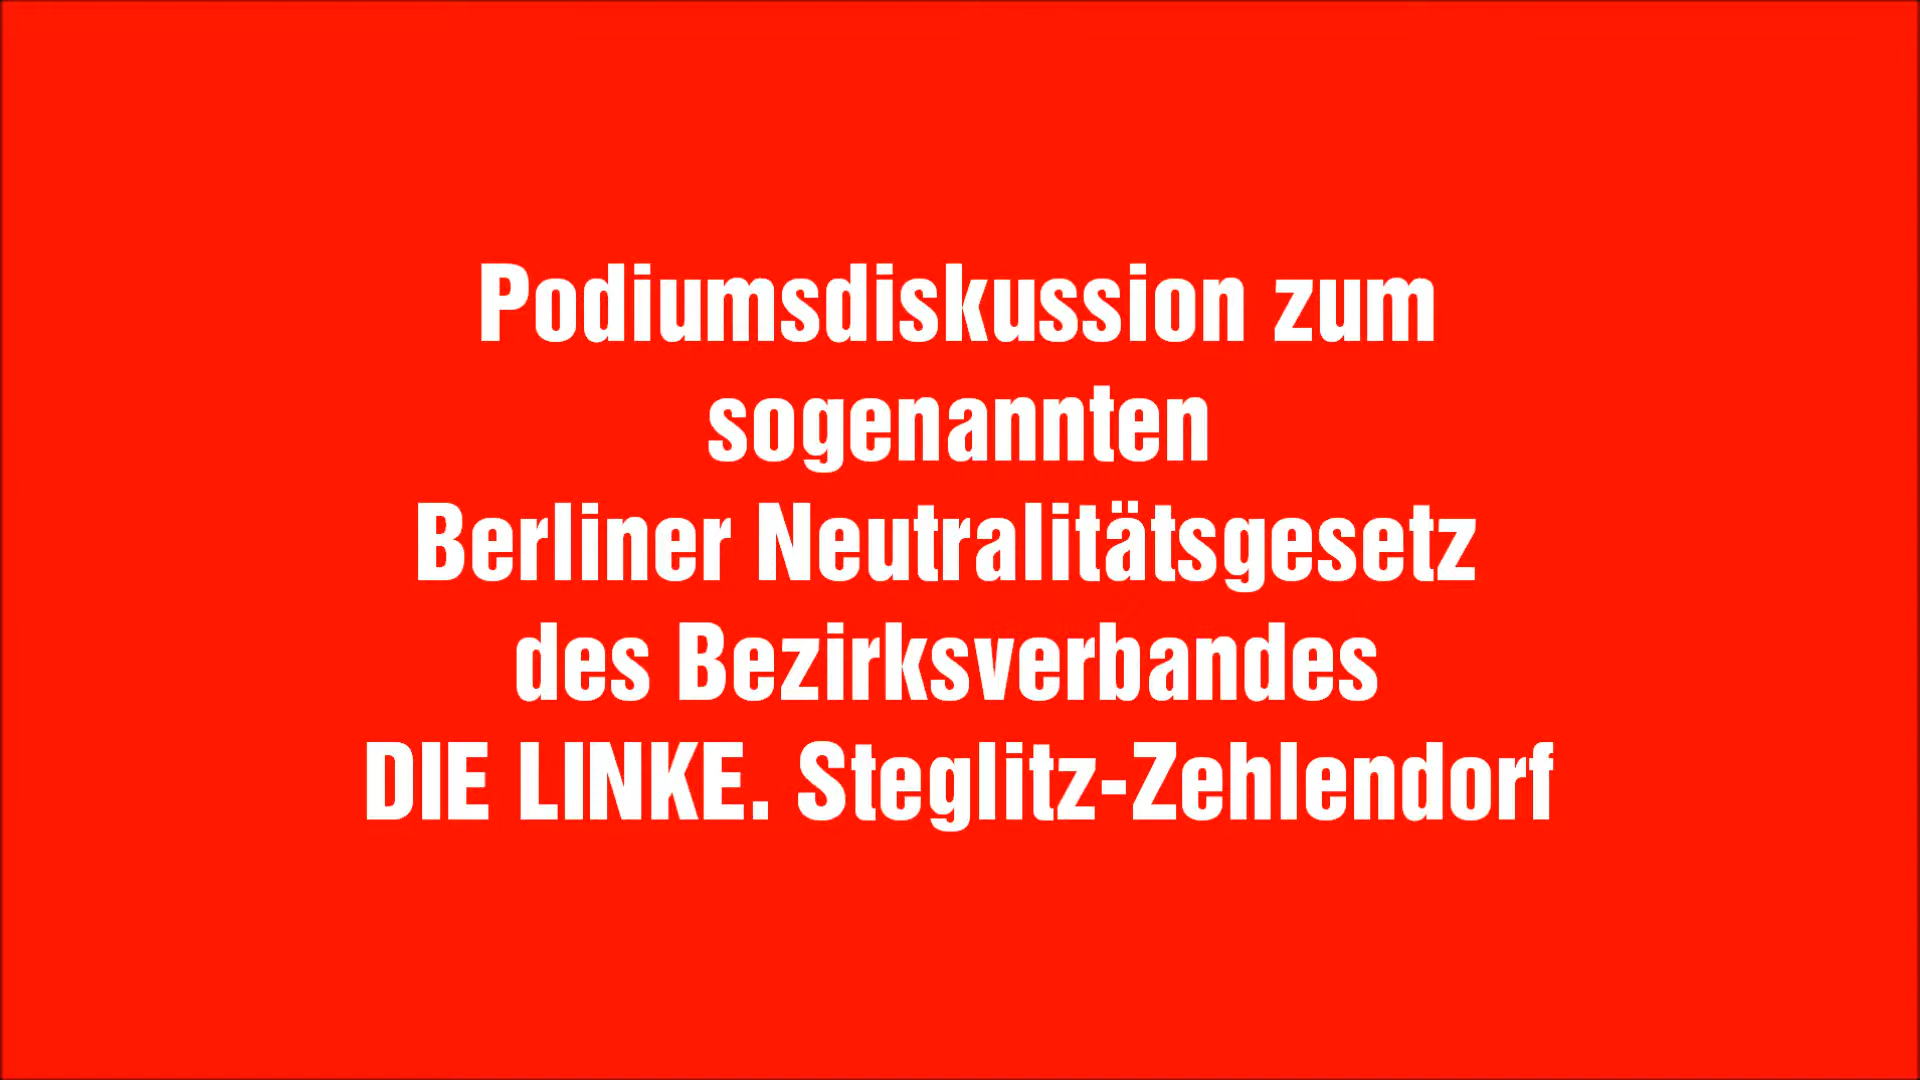 Podiumsdiskussion zum
sogenannten
Berliner Neutralitätsgesetz
des Bezirksverbandes
DIE LINKE. Steglitz-Zehlendorf